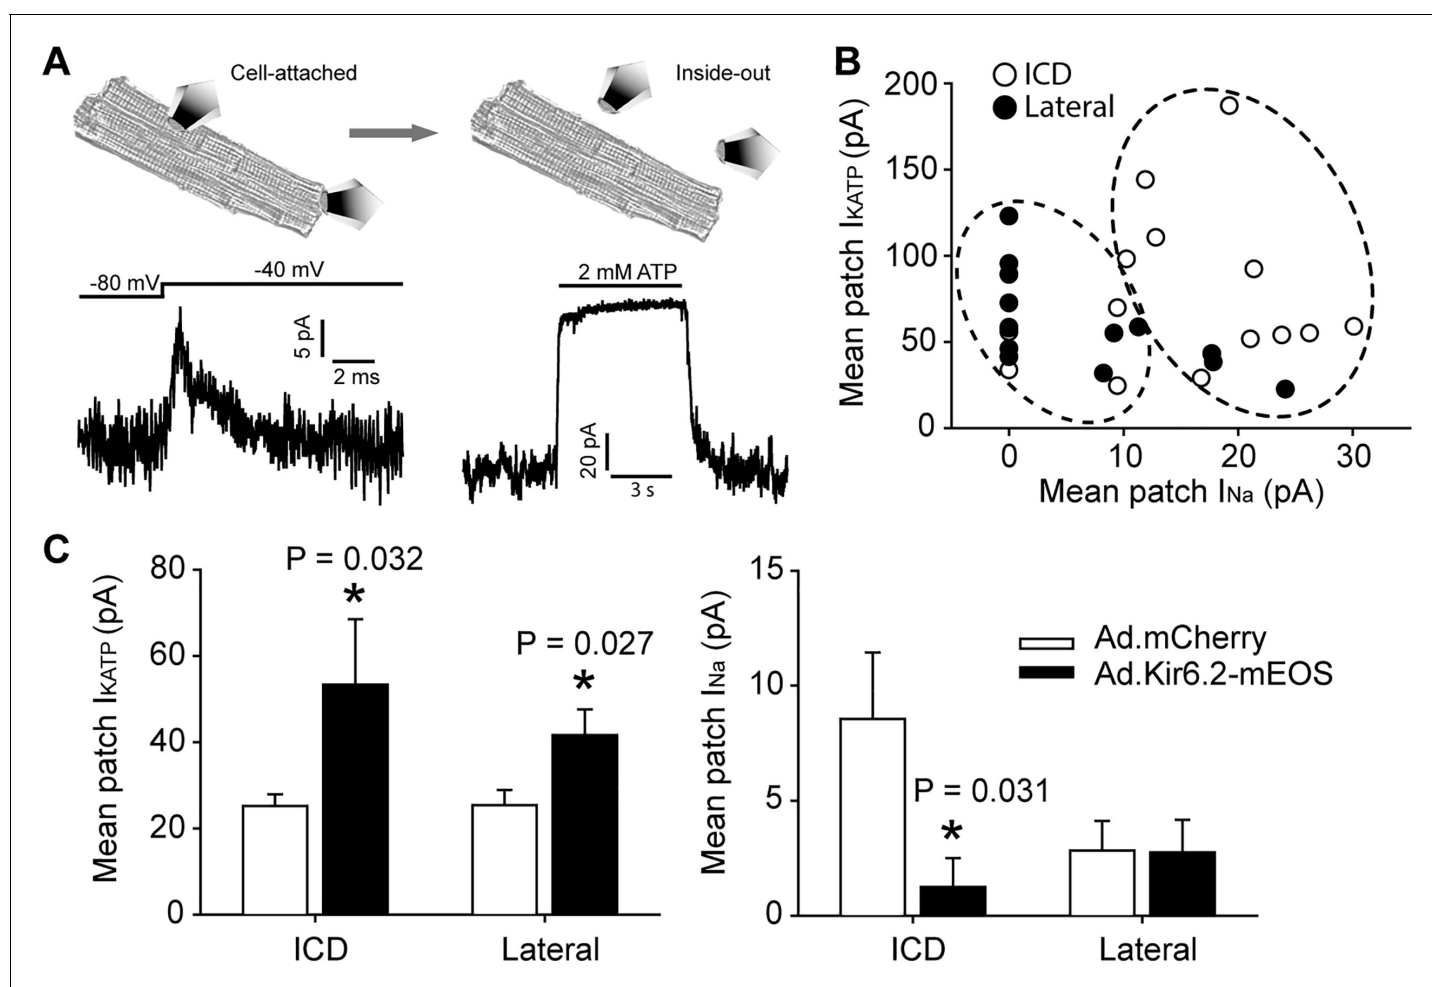 A
Cell-attached
Inside-out
-80 mV
-40 mV
5 pA
2 ms
2 mM ATP
20 pA
3 s
B
ICD
Lateral
Mean patch IKATP (pA)
200
150
100
50
0
0 10 20 30
Mean patch INa (pA)
C
Mean patch IKATP (pA)
80
60
40
20
0
P = 0.032
*
P = 0.027
*
ICD Lateral
Mean patch INa (pA)
15
10
5
0
P = 0.031
*
Ad.mCherry
Ad.Kir6.2-mEOS
ICD Lateral